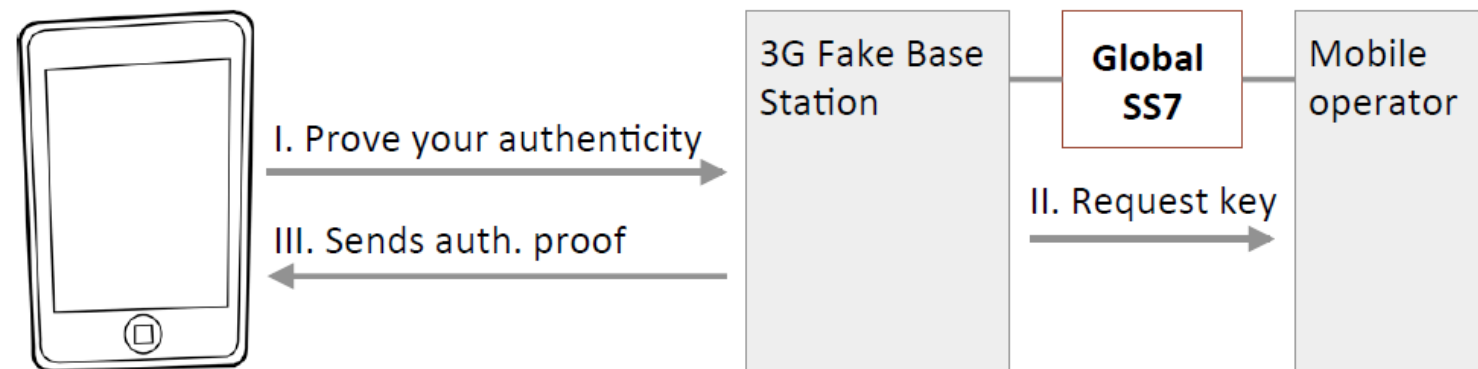 3G Fake Base
Station
Global
SS7
Mobile
operator
I. Prove your authenticity
II. Request key
III. Sends auth. proof